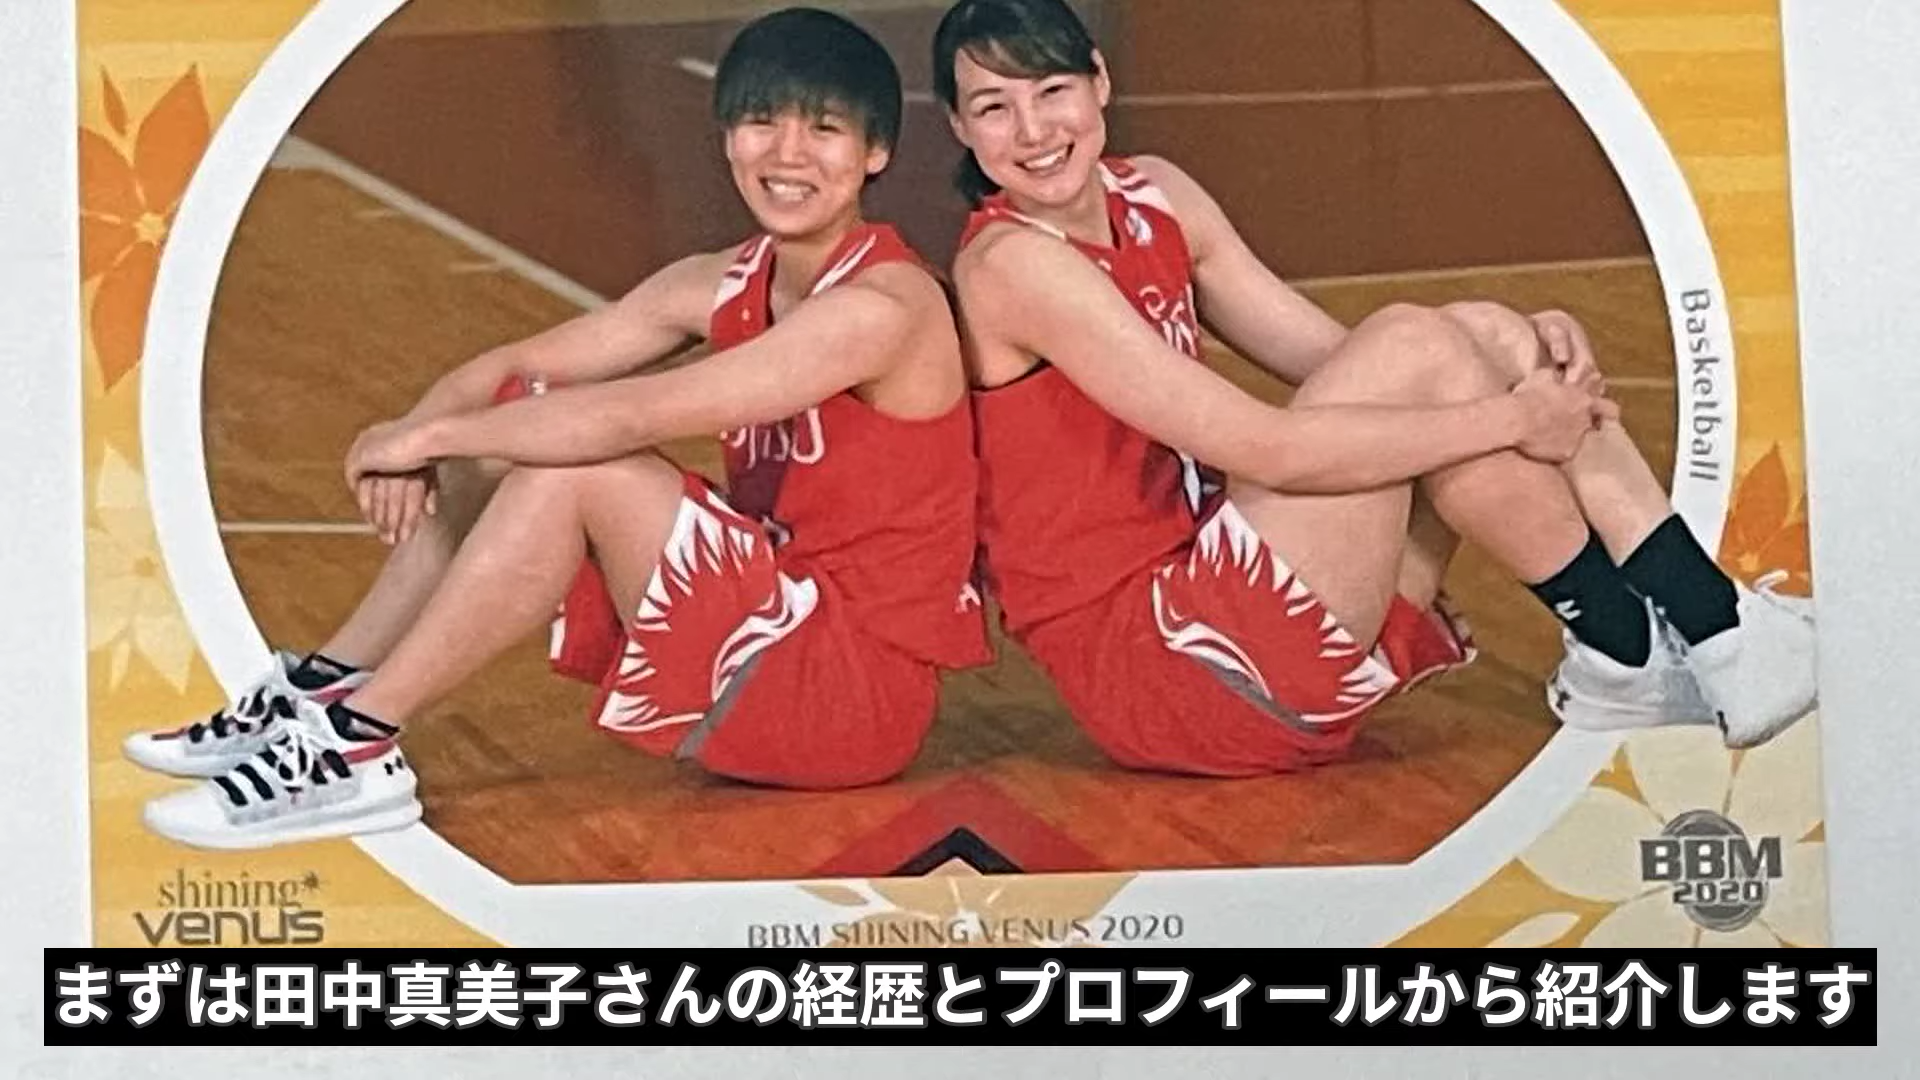 Basketball
shining
venus
BBM SHINING VENUS 2020
BBM
2020
まずは田中真美子さんの経歴とプロフィールから紹介します